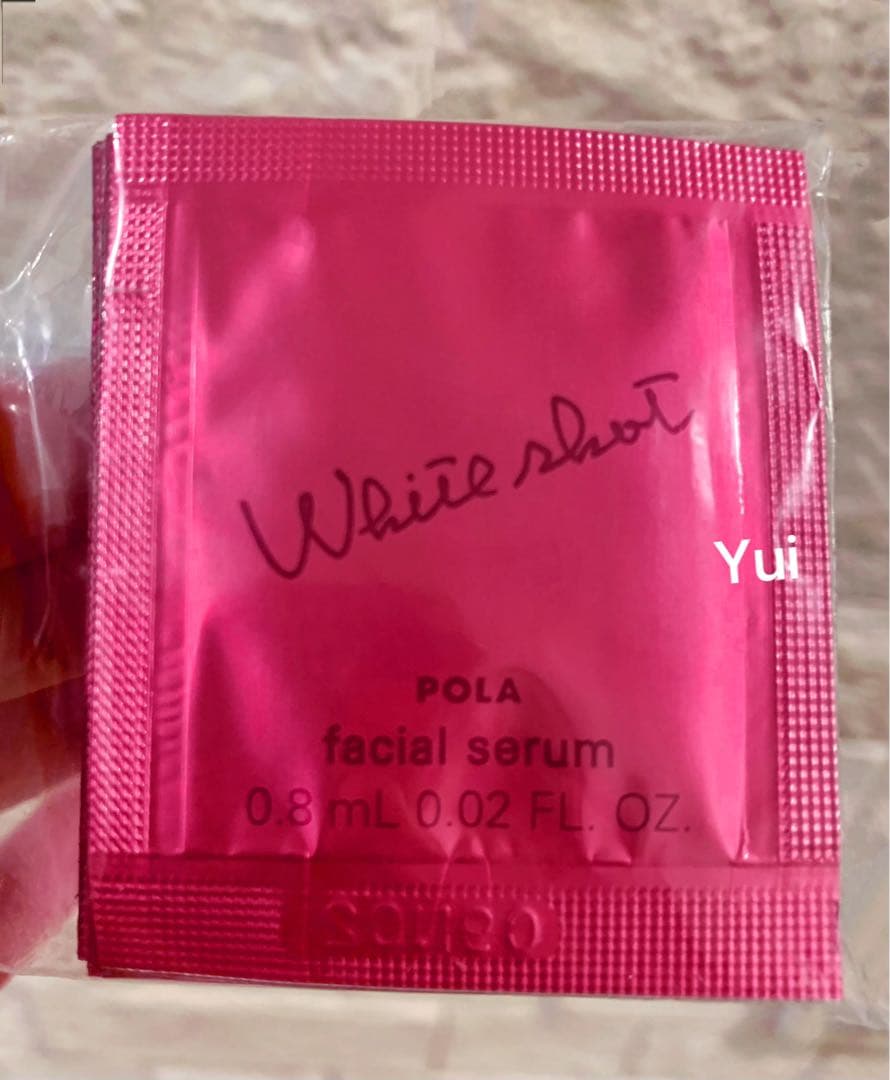 White shot
Yui
POLA
facial serum
0.8 mL 0.02 FL. OZ.